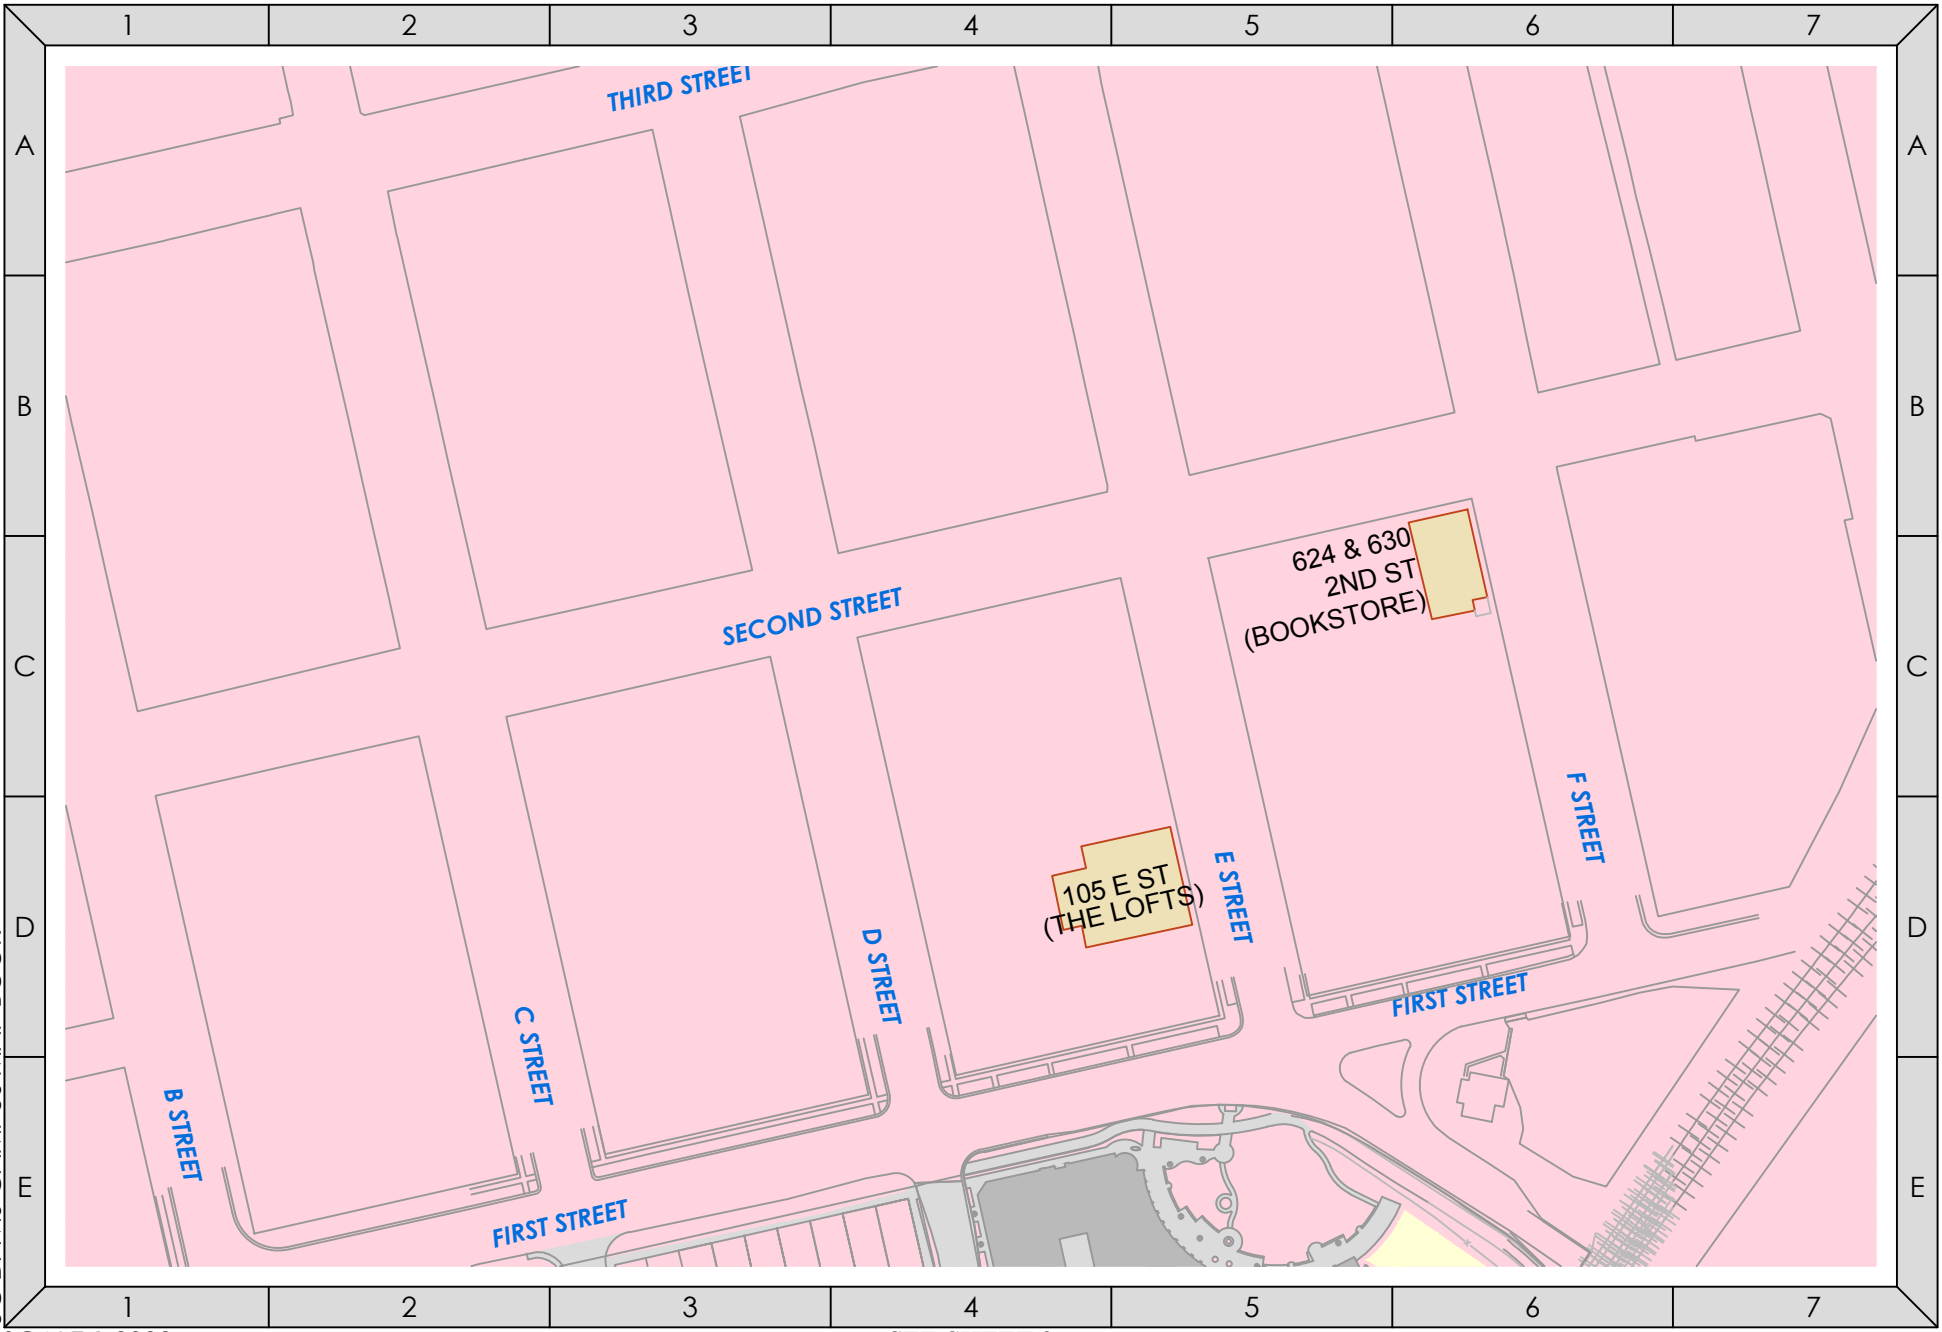 1 2 3 4 5 6 7
THIRD STREET
A A
B B
624 & 630
2ND ST
(BOOKSTORE)
SECOND STREET
C C
F STREET
105 E ST
(THE LOFTS)
E STREET
D D
D STREET
FIRST STREET
C STREET
B STREET
E E
FIRST STREET
1 2 3 4 5 6 7